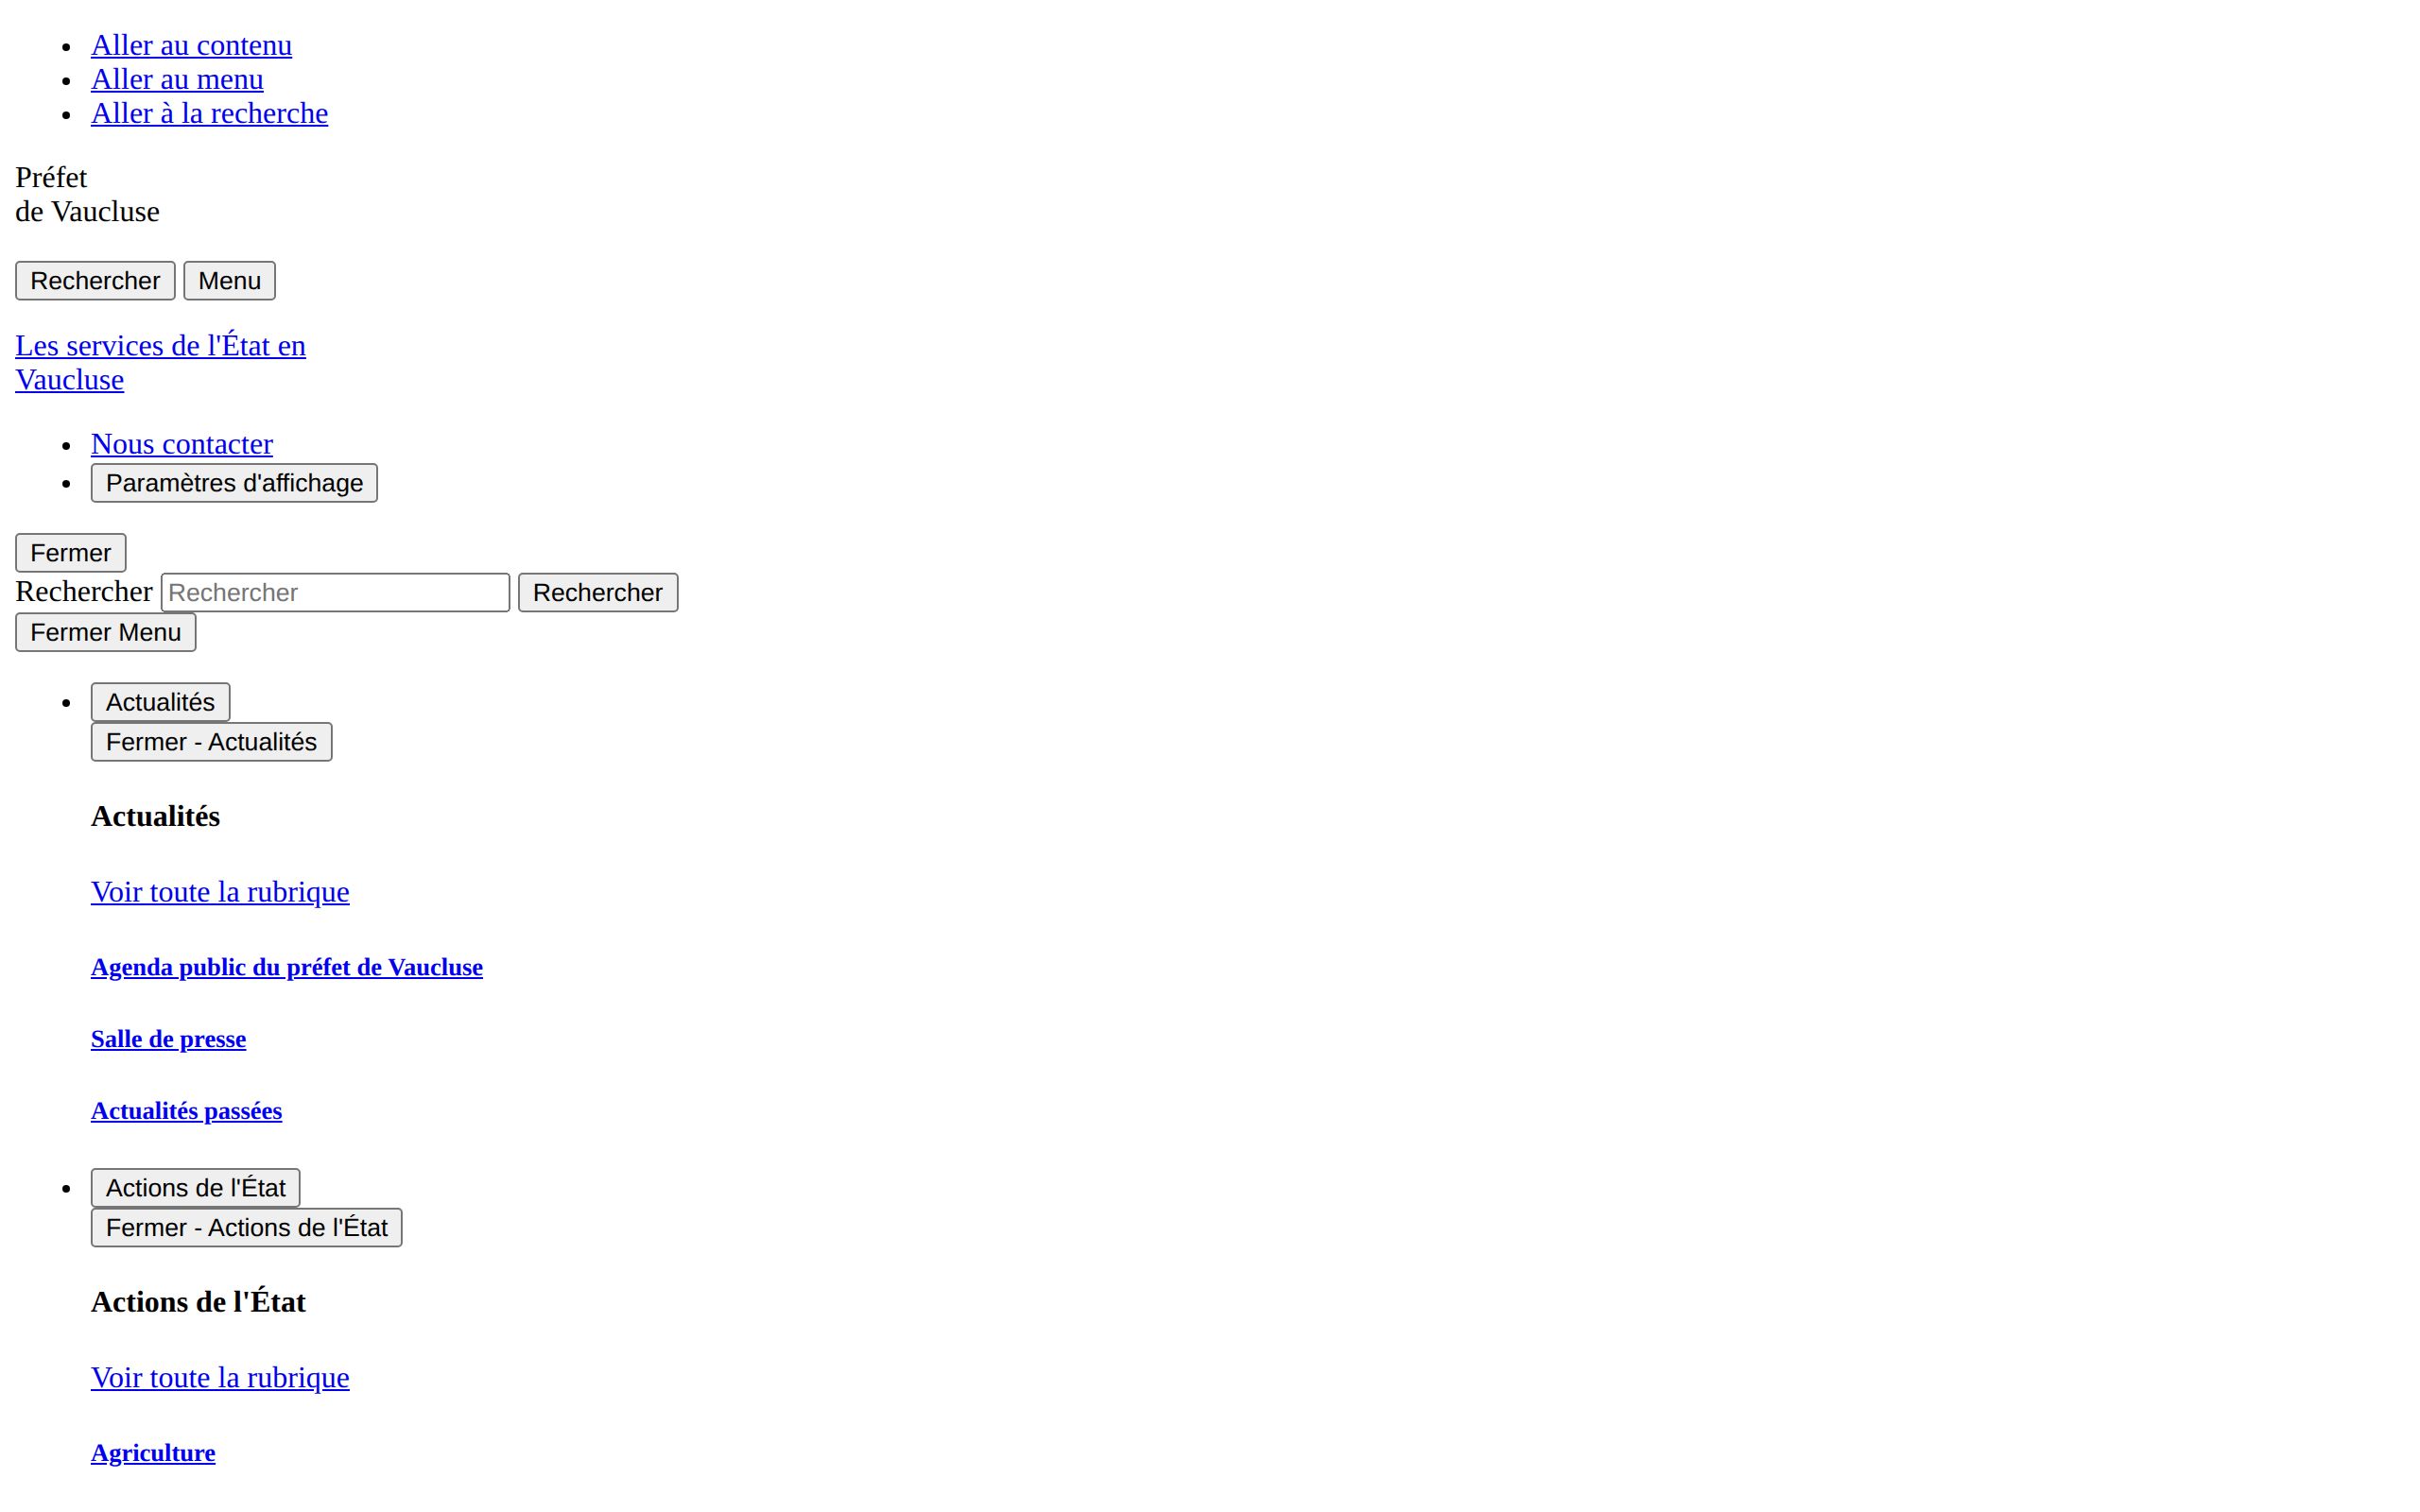 Aller au contenu
Aller au menu
Aller à la recherche
Préfet
de Vaucluse
Rechercher Menu
Les services de l'État en
Vaucluse
Nous contacter
Paramètres d'affichage
Fermer
Rechercher Rechercher Rechercher
Fermer Menu
Actualités
Fermer - Actualités
Actualités
Voir toute la rubrique
Agenda public du préfet de Vaucluse
Salle de presse
Actualités passées
Actions de l'État
Fermer - Actions de l'État
Actions de l'État
Voir toute la rubrique
Agriculture